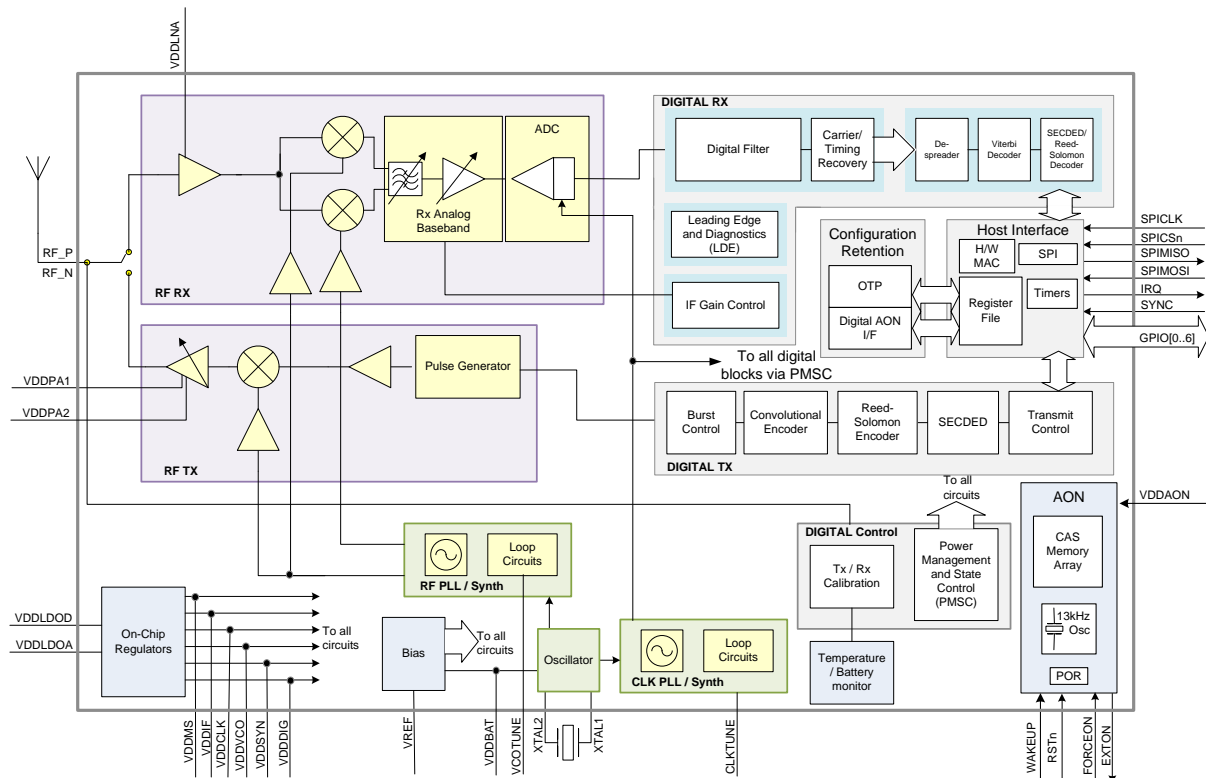 VDDLNA
DIGITAL RX
ADC
Digital Filter
Carrier/
Timing
Recovery
De-
spreader
Viterbi
Decoder
SECDED/
Reed-
Solomon
Decoder
Rx Analog
Baseband
Leading Edge
and Diagnostics
(LDE)
Configuration
Retention
Host Interface
H/W
MAC
SPI
SPICLK
SPICSn
SPIMISO
SPIMOSI
IRQ
SYNC
GPIO[0..6]
RF_P
RF_N
RF RX
IF Gain Control
OTP
Digital AON
I/F
Register
File
Timers
To all digital
blocks via PMSC
Pulse Generator
VDDPA1
VDDPA2
RF TX
Burst
Control
Convolutional
Encoder
Reed-
Solomon
Encoder
SECDED
Transmit
Control
DIGITAL TX
To all
circuits
AON
VDDAON
DIGITAL Control
Tx / Rx
Calibration
Power
Management
and State
Control
(PMSC)
CAS
Memory
Array
Loop
Circuits
RF PLL / Synth
13kHz
Osc
POR
VDDLDOD
VDDLDOA
On-Chip
Regulators
To all
circuits
Bias
To all
circuits
Oscillator
Loop
Circuits
CLK PLL / Synth
Temperature
/ Battery
monitor
VDDMS
VDDIF
VDDCLK
VDDVCO
VDDSYN
VDDDIG
VREF
VDDBAT
VCOTUNE
XTAL2
XTAL1
CLKTUNE
WAKEUP
RSTn
FORCEON
EXTON